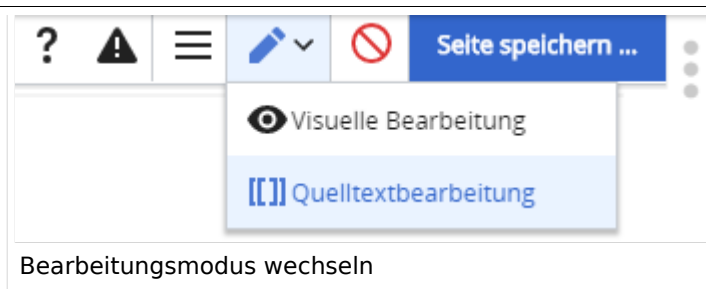 ? Seite speichern ...
Visuelle Bearbeitung
[[]] Quelltextbearbeitung
Bearbeitungsmodus wechseln